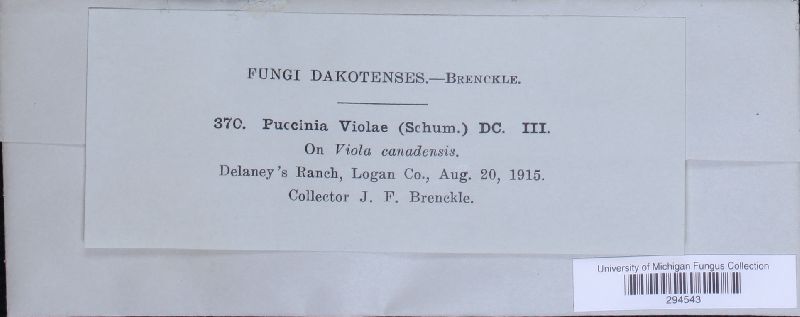 FUNGI DAKOTENSES.—BRENCKLE.
370. Puccinia Violae (Schum.) DC. III.
On Viola canadensis.
Delaney's Ranch, Logan Co., Aug. 20, 1915.
Collector J. F. Brenckle.
University of Michigan Fungus Collection
294543